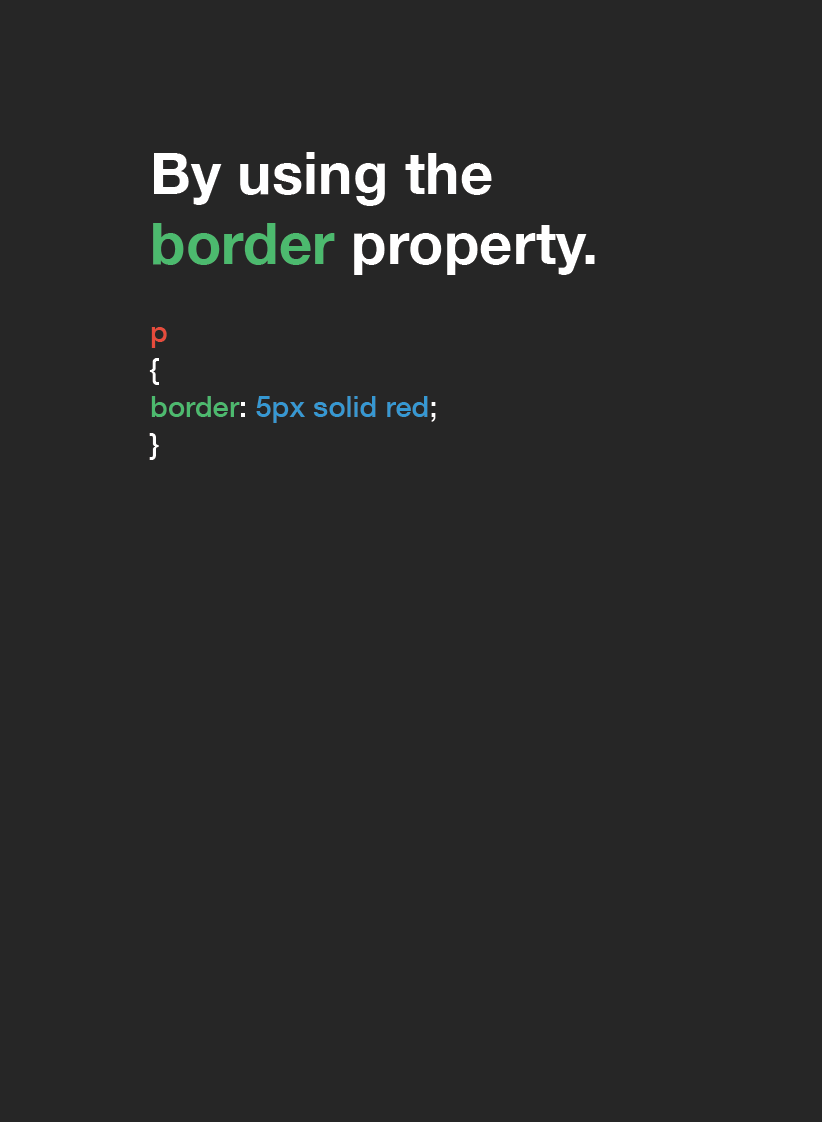 By using the
border property.
p
{
border: 5px solid red;
}